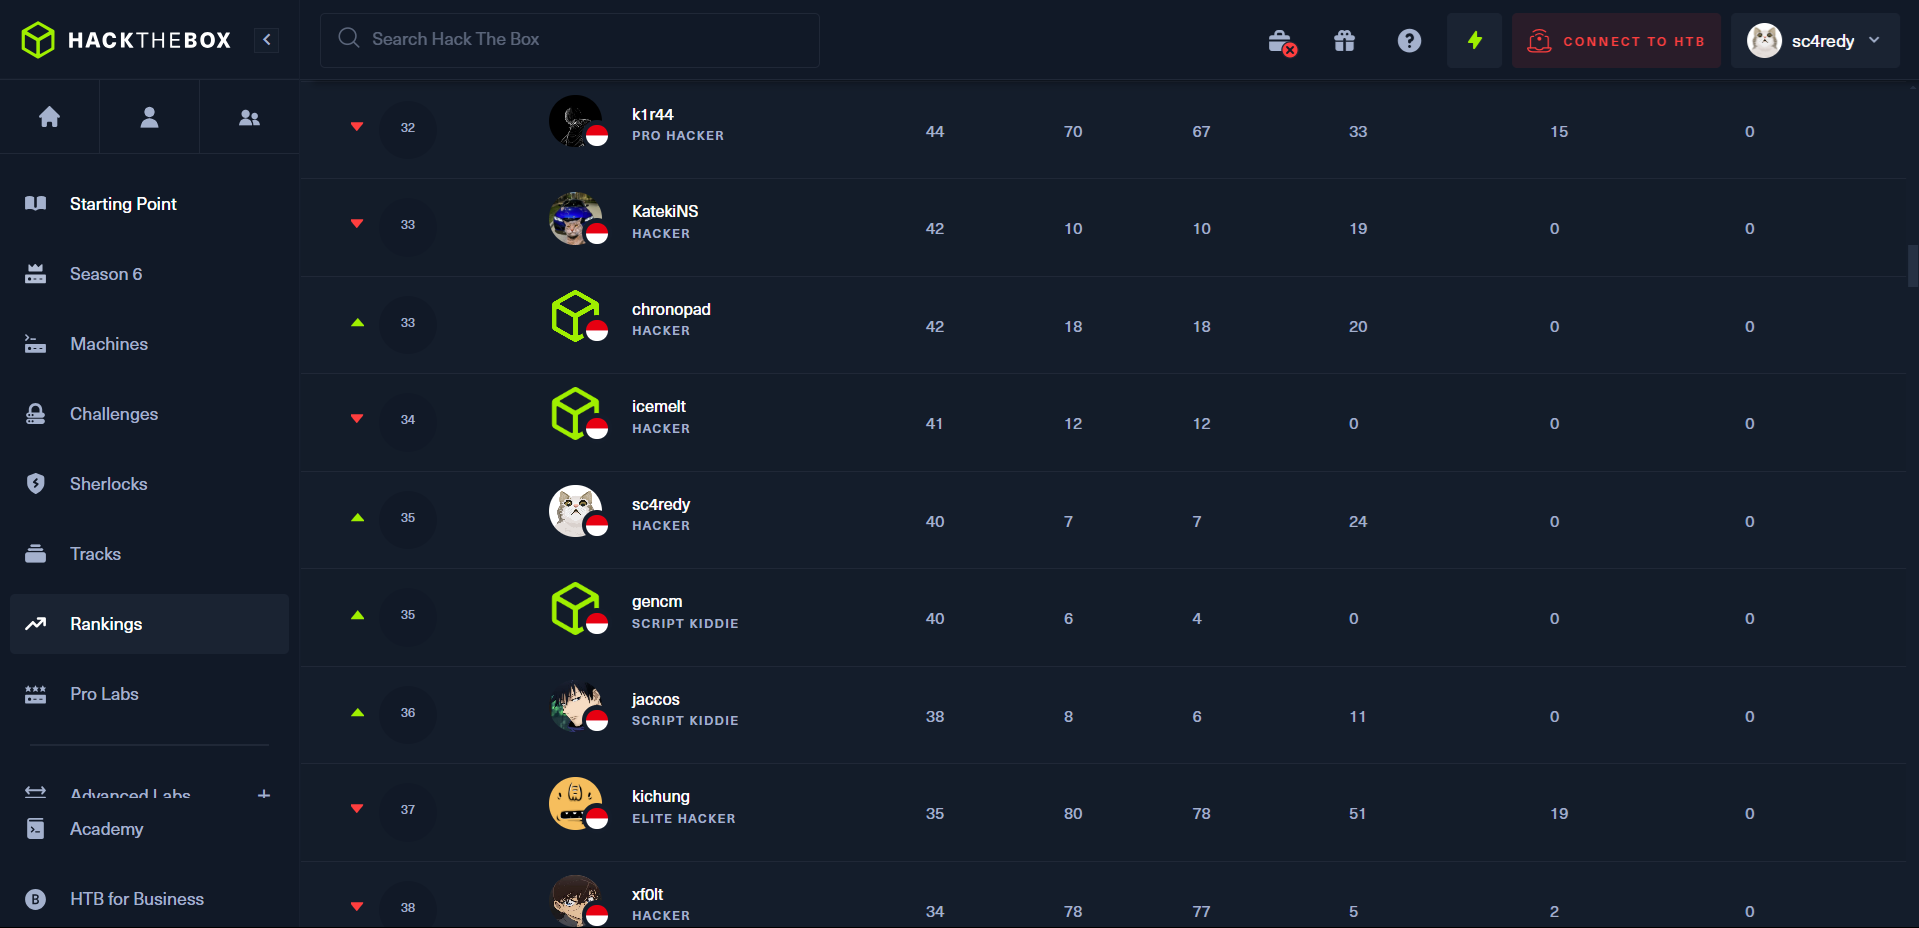 HACKTHEBOX
Search Hack The Box
CONNECT TO HTB
sc4redy
Starting Point
Season 6
Machines
Challenges
Sherlocks
Tracks
Rankings
Pro Labs
Advanced Labs
Academy
B HTB for Business
32 k1r44 44 70 67 33 15 0
PRO HACKER
33 KatekiNS 42 10 10 19 0 0
HACKER
33 chronopad 42 18 18 20 0 0
HACKER
34 icemelt 41 12 12 0 0 0
HACKER
35 sc4redy 40 7 7 24 0 0
HACKER
35 gencm 40 6 4 0 0 0
SCRIPT KIDDIE
36 jaccos 38 8 6 11 0 0
SCRIPT KIDDIE
37 kichung 35 80 78 51 19 0
ELITE HACKER
38 xf0lt 34 78 77 5 2 0
HACKER